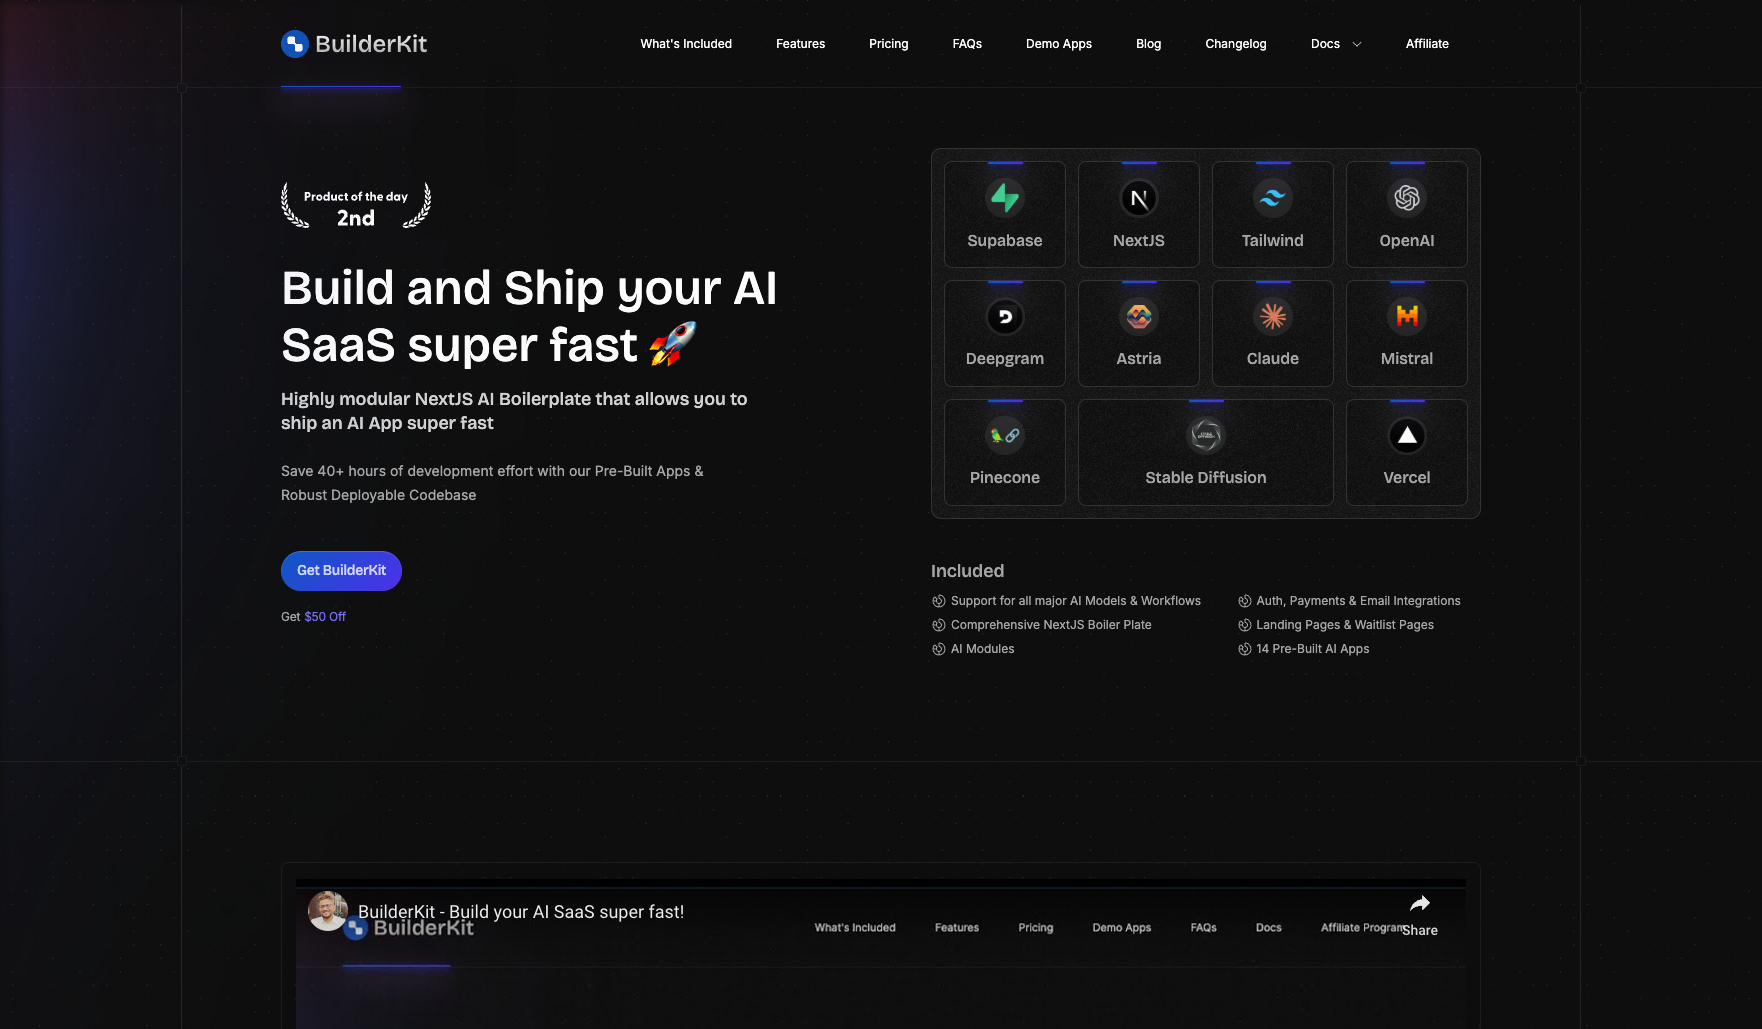 BuilderKit
What's Included
Features
Pricing
FAQs
Demo Apps
Blog
Changelog
Docs
Affiliate
Product of the day
2nd
Build and Ship your AI
SaaS super fast 🚀
Highly modular NextJS AI Boilerplate that allows you to
ship an AI App super fast
Save 40+ hours of development effort with our Pre-Built Apps &
Robust Deployable Codebase
Get BuilderKit
Get $50 Off
Supabase
NextJS
Tailwind
OpenAI
Deepgram
Astria
Claude
Mistral
Pinecone
Stable Diffusion
Vercel
Included
Support for all major AI Models & Workflows
Comprehensive NextJS Boiler Plate
AI Modules
Auth, Payments & Email Integrations
Landing Pages & Waitlist Pages
14 Pre-Built AI Apps
BuilderKit - Build your AI SaaS super fast!
BuilderKit
What's Included
Features
Pricing
Demo Apps
FAQs
Docs
Affiliate Program
Share